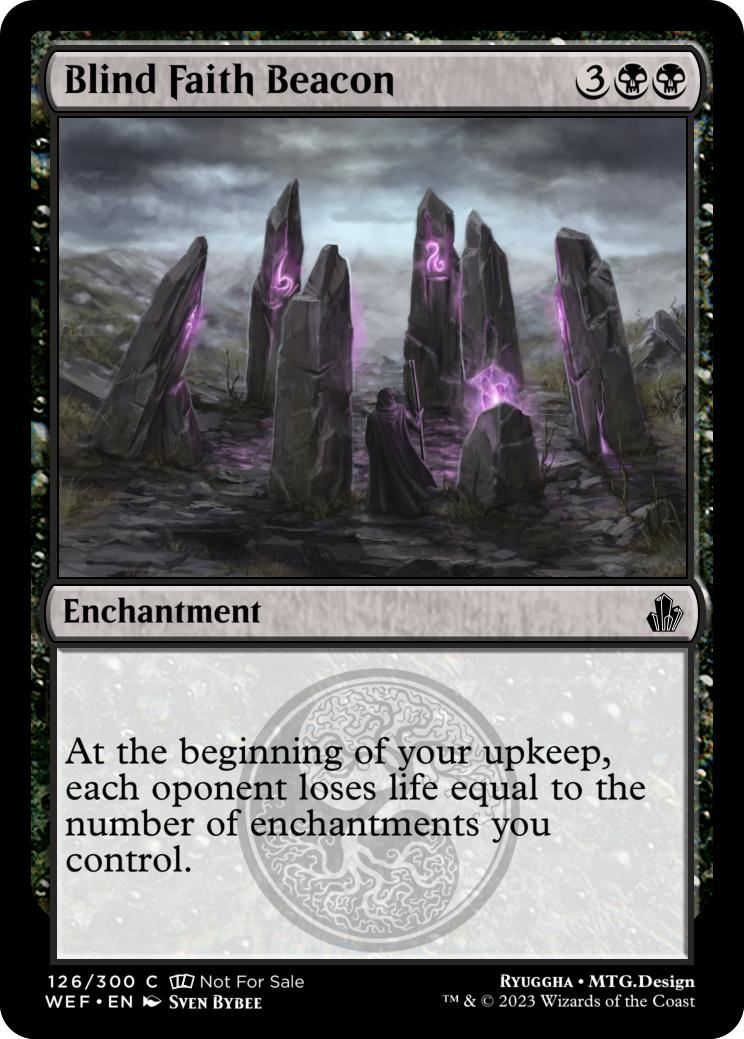 Blind Faith Beacon 3
Enchantment
At the beginning of your upkeep,
each oponent loses life equal to the
number of enchantments you
control.
126/300 C Not For Sale
WEF • EN Sven Bybee
Ryuggha • MTG.Design
™ & © 2023 Wizards of the Coast